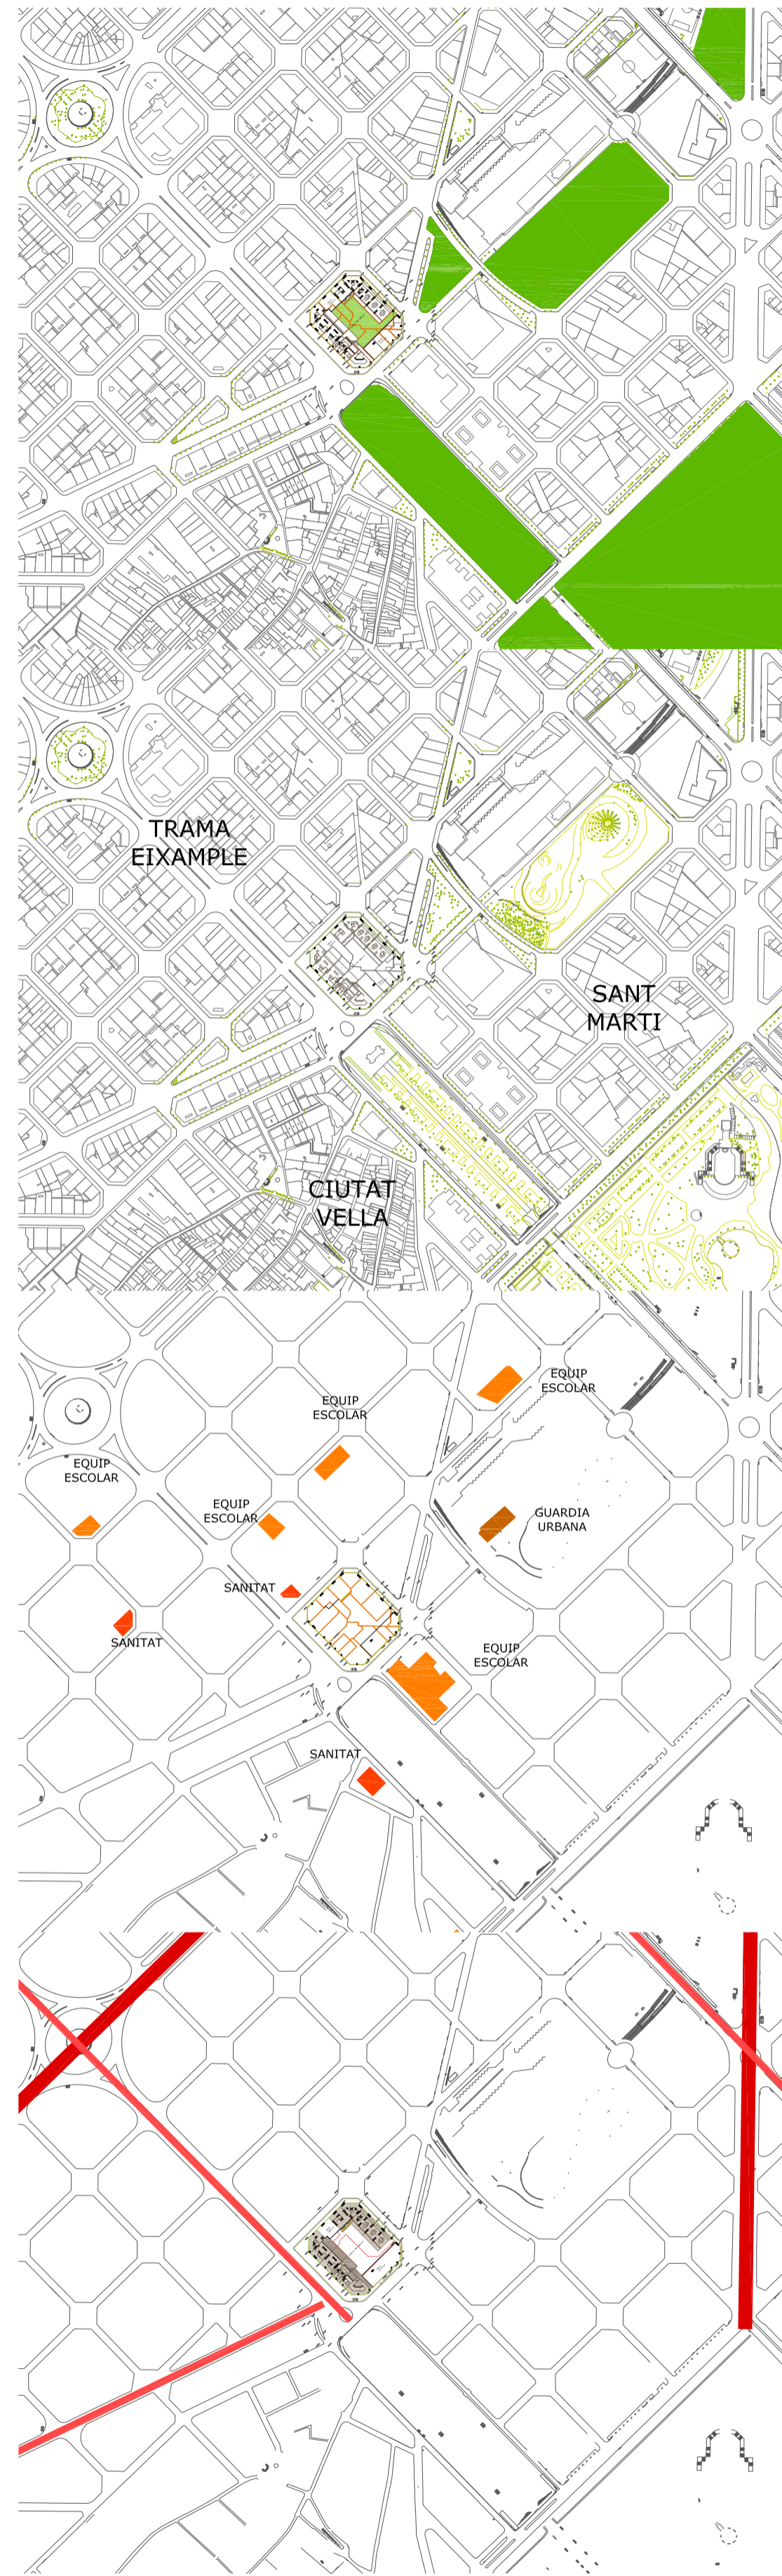 TRAMA
EIXAMPLE
SANT
MARTI
CIUTAT
VELLA
EQUIP
ESCOLAR
EQUIP
ESCOLAR
EQUIP
ESCOLAR
EQUIP
ESCOLAR
GUARDIA
URBANA
SANITAT
SANITAT
EQUIP
ESCOLAR
SANITAT